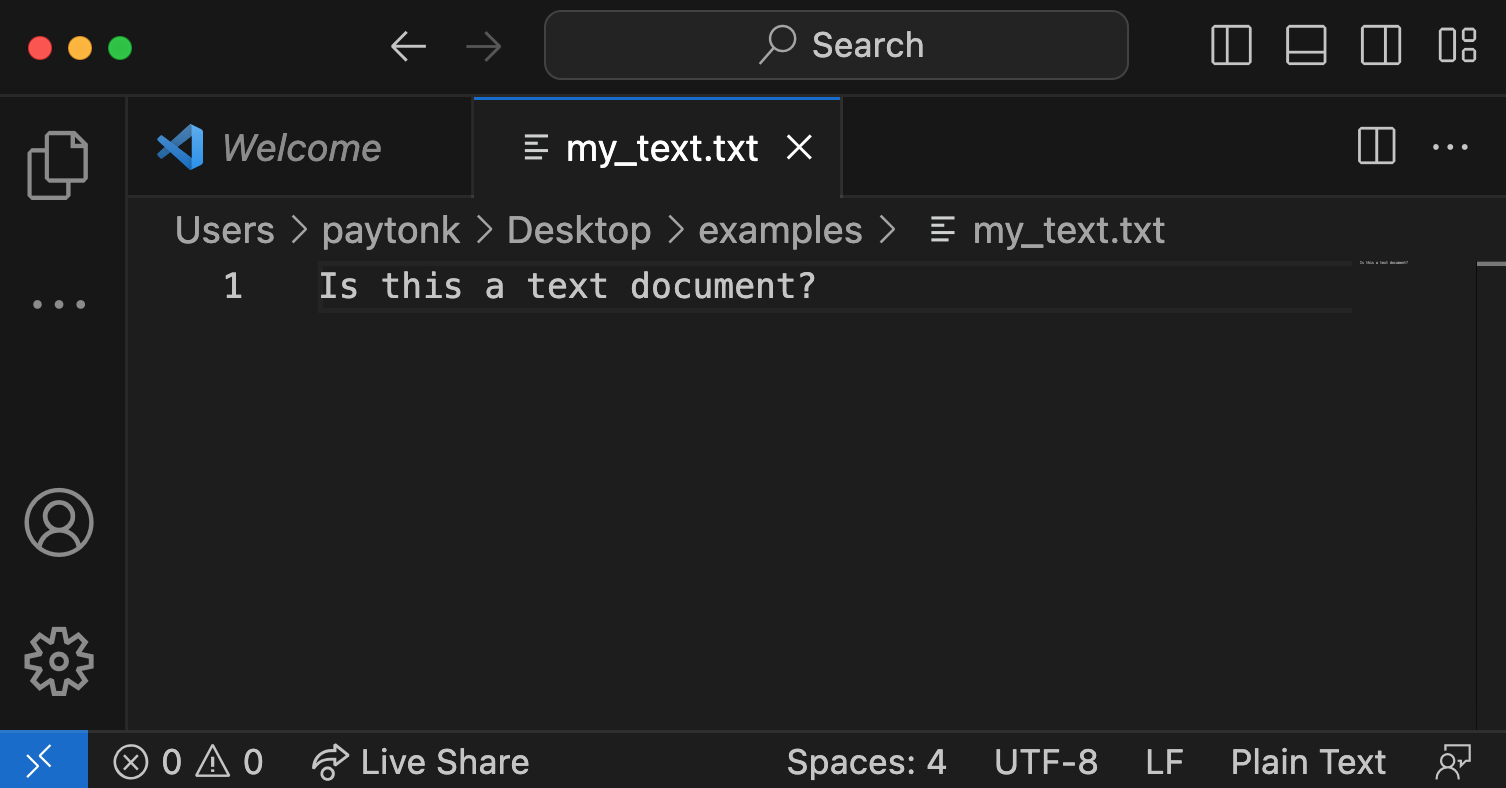 Search
Welcome
my_text.txt
Users > paytonk > Desktop > examples > my_text.txt
1 Is this a text document?
Is this a text document?
0 0 Live Share Spaces: 4 UTF-8 LF Plain Text